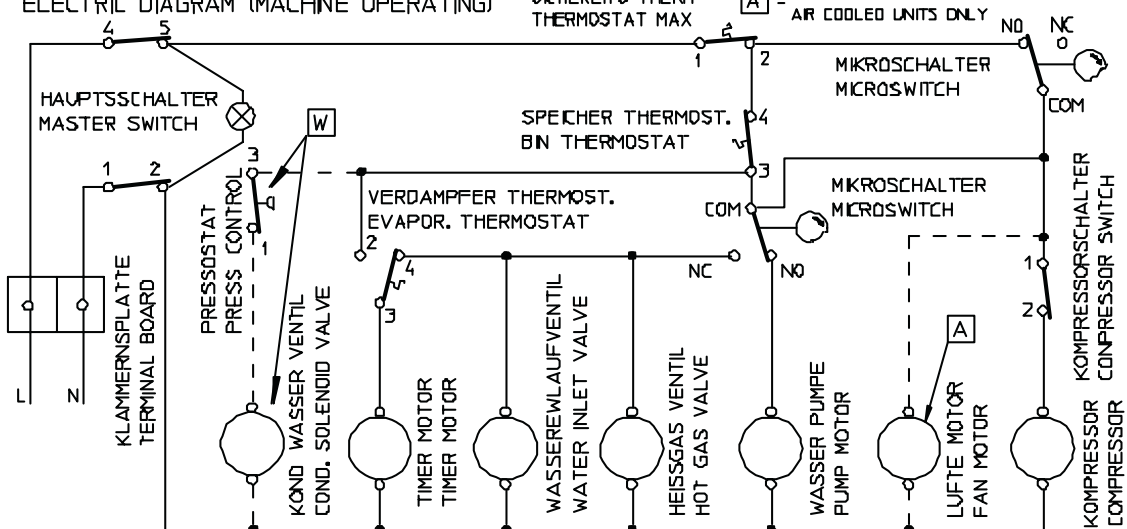 ELECTRIC DIAGRAM (MACHINE OPERATING)
THERMOSTAT MAX
A -
AIR COOLED UNITS ONLY
4 5
1 2
NO NC
COM
HAUPTSSCHALTER
MASTER SWITCH
W
SPEICHER THERMOST.
BIN THERMOSTAT
4
3
MIKROSCHALTER
MICROSWITCH
1 2
3
1
PRESSOSTAT
PRESS CONTROL
VERDAMPFER THERMOST.
EVAPOR. THERMOSTAT
2
4
3
COM
NC
NO
MIKROSCHALTER
MICROSWITCH
1
2
KOMPRESSORSCHALTER
CONPRESSOR SWITCH
L N
KLAMMERNSPLATTE
TERMINAL BOARD
KOND WASSER VENTIL
COND. SOLENOID VALVE
TIMER MOTOR
TIMER MOTOR
WASSEREWLAUFVENTIL
WATER INLET VALVE
HEISSGAS VENTIL
HOT GAS VALVE
WASSER PUMPE
PUMP MOTOR
A
LUFTE MOTOR
FAN MOTOR
KOMPRESSOR
COMPRESSOR